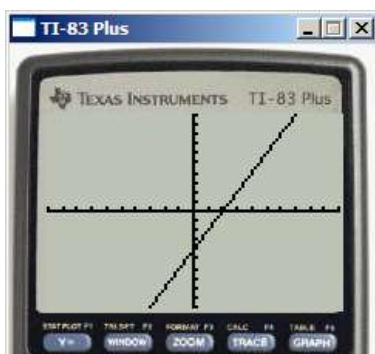 TI-83 Plus
TEXAS INSTRUMENTS TI-83 Plus
STAT PLOT F1 TBLSET F2 FORMAT F3 CALC F4 TABLE F5
Y= WINDOW ZOOM TRACE GRAPH